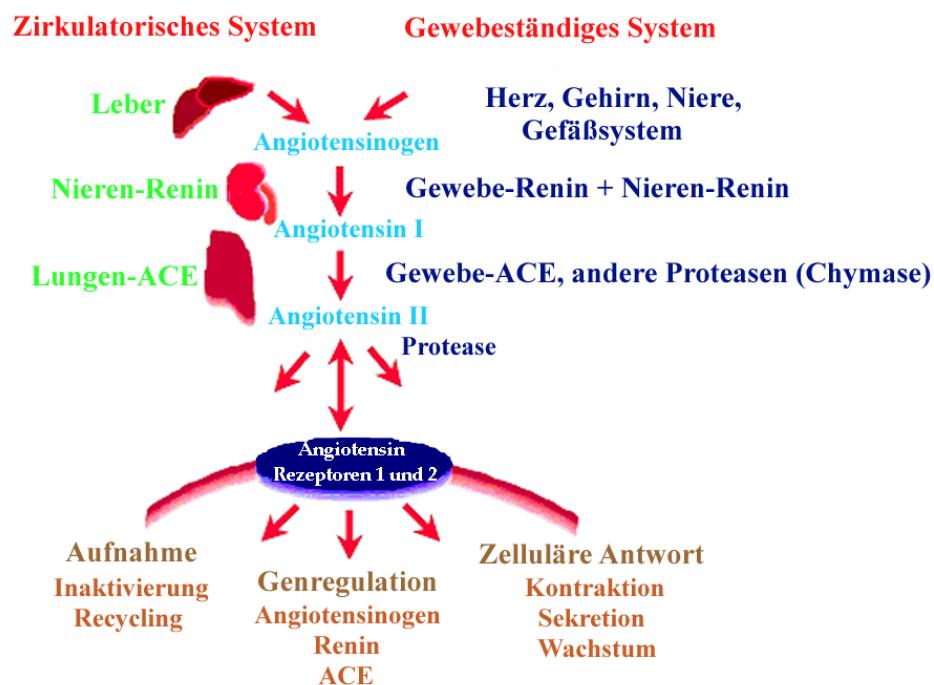 Zirkulatorisches System
Gewebeständiges System
Leber
Herz, Gehirn, Niere,
Gefäßsystem
Angiotensinogen
Nieren-Renin
Gewebe-Renin + Nieren-Renin
Angiotensin I
Lungen-ACE
Gewebe-ACE, andere Proteasen (Chymase)
Angiotensin II
Protease
Angiotensin
Rezeptoren 1 und 2
Aufnahme
Inaktivierung
Recycling
Genregulation
Angiotensinogen
Renin
ACE
Zelluläre Antwort
Kontraktion
Sekretion
Wachstum